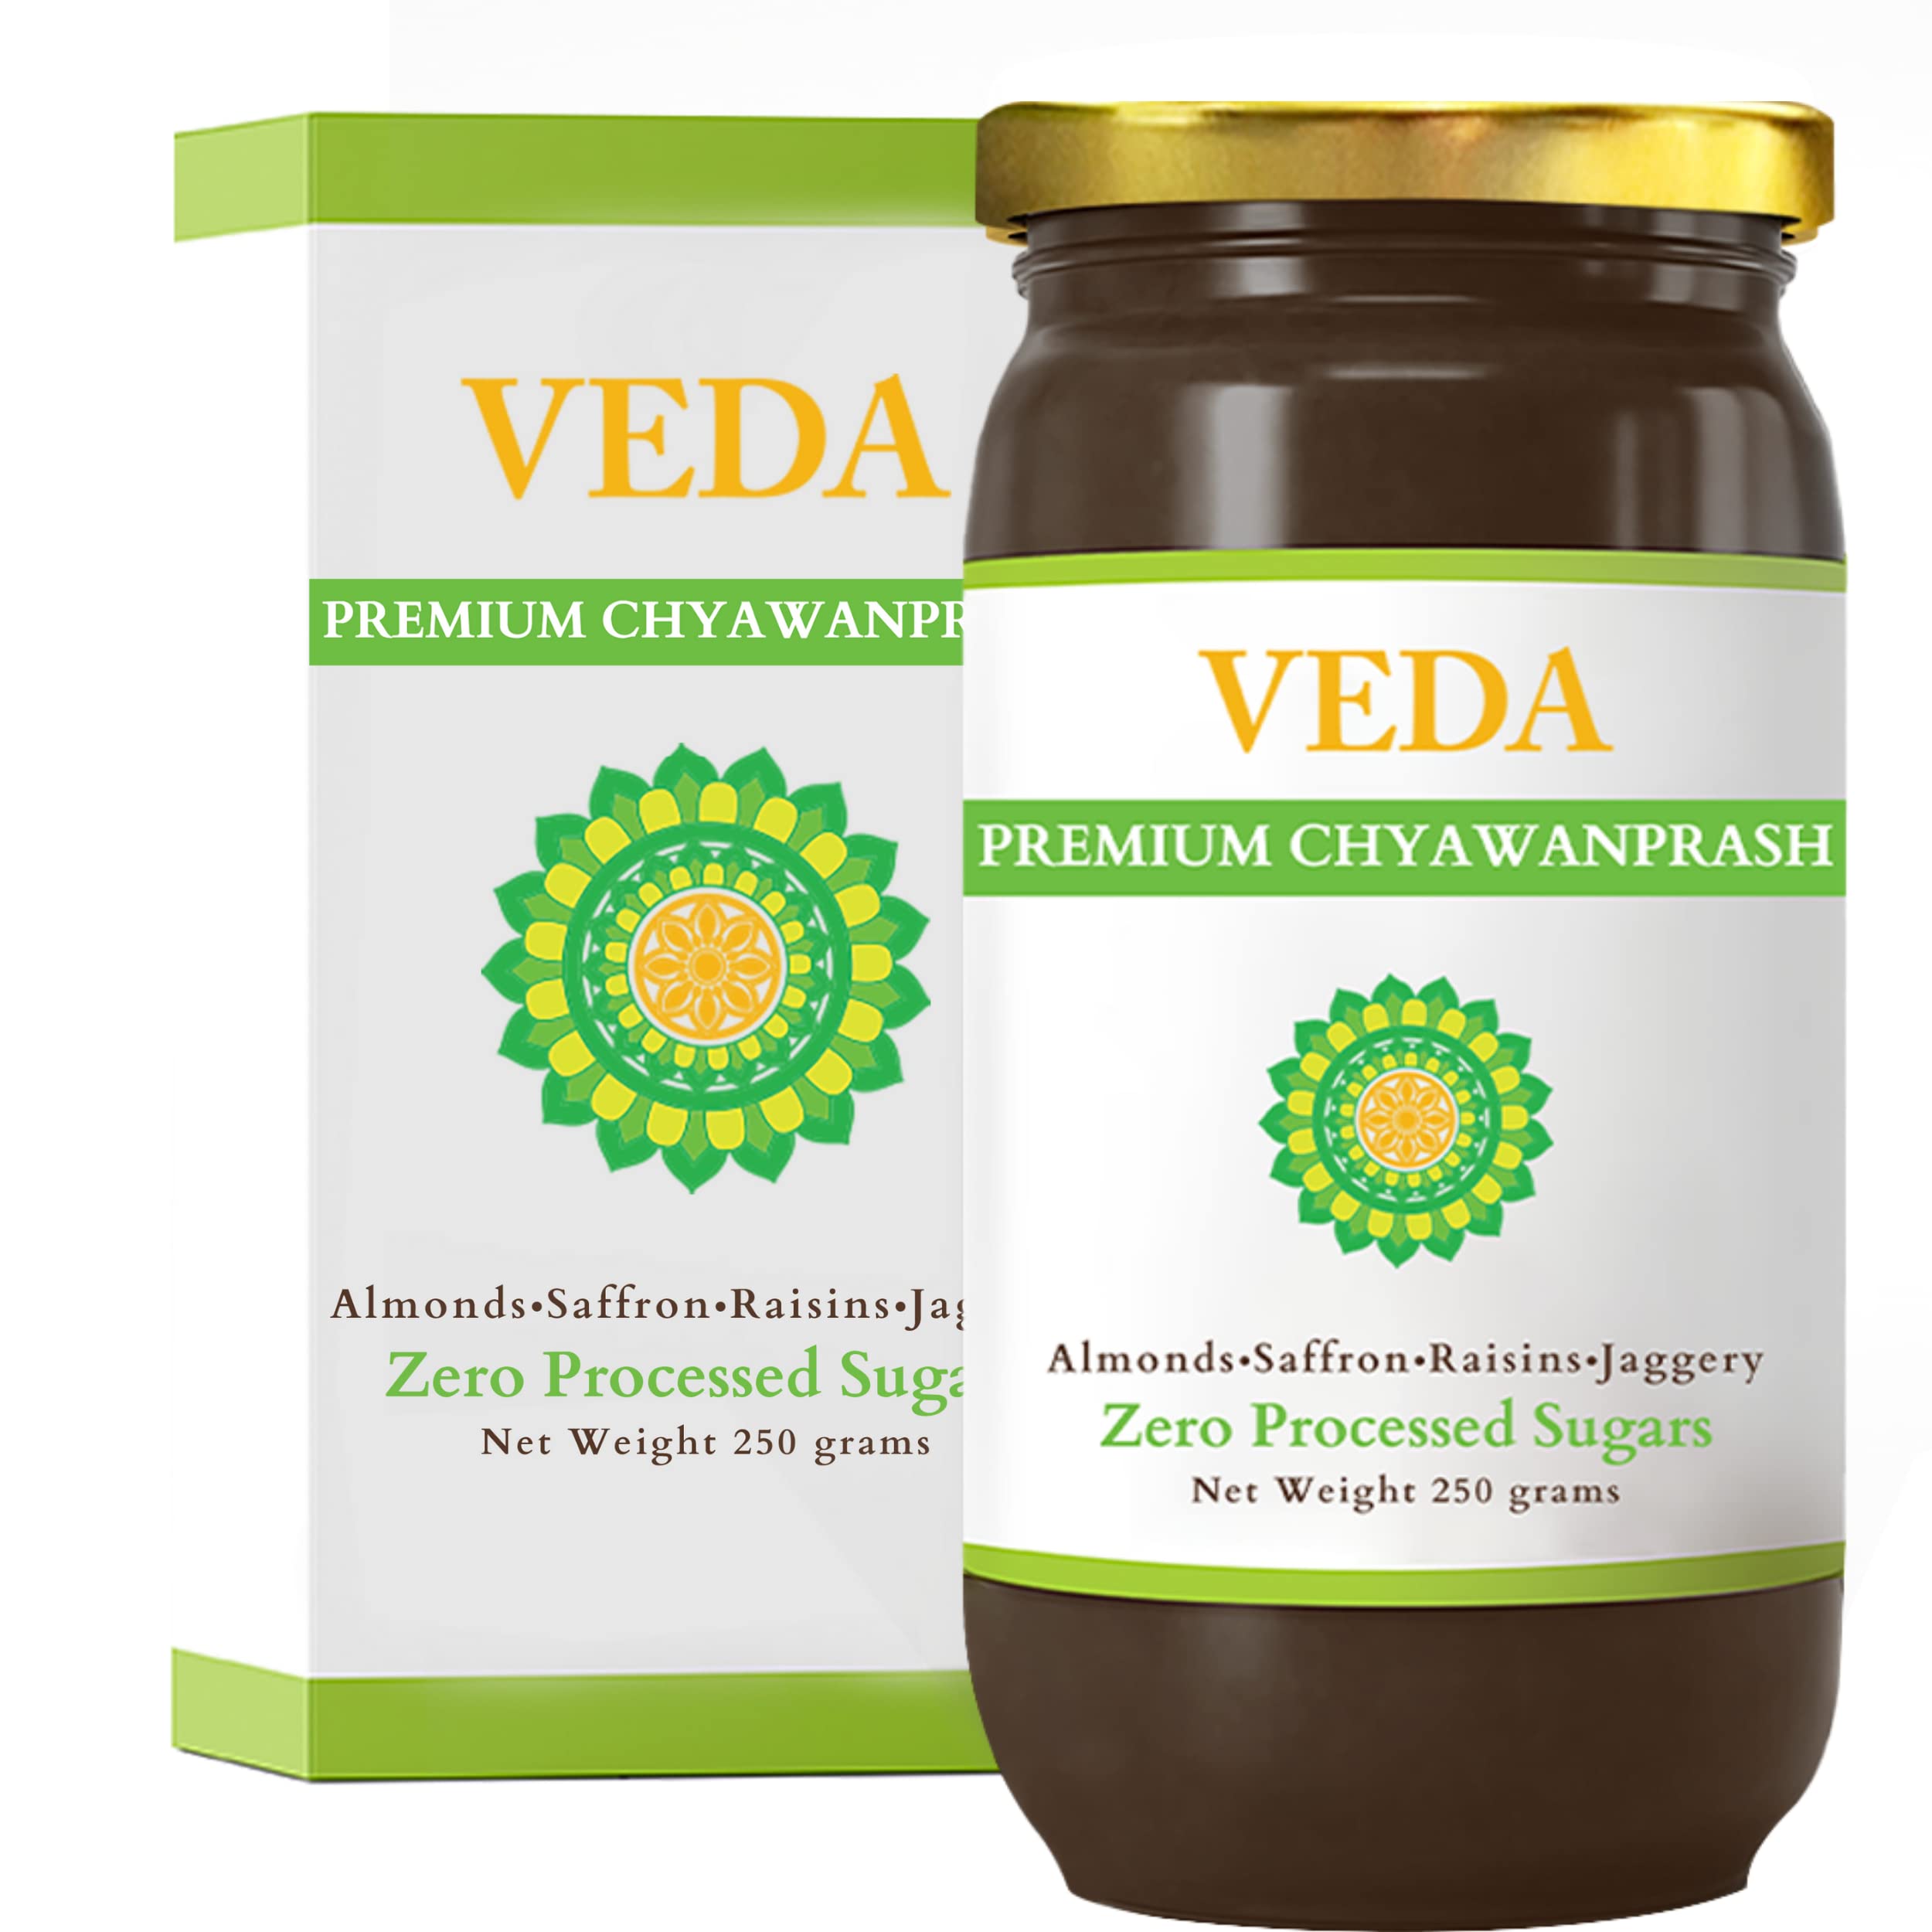 VEDA
PREMIUM CHYAWANPR
Almonds•Saffron•Raisins•Jag
Zero Processed Suga
Net Weight 250 grams
VEDA
PREMIUM CHYAWANPRASH
Almonds•Saffron•Raisins•Jaggery
Zero Processed Sugars
Net Weight 250 grams